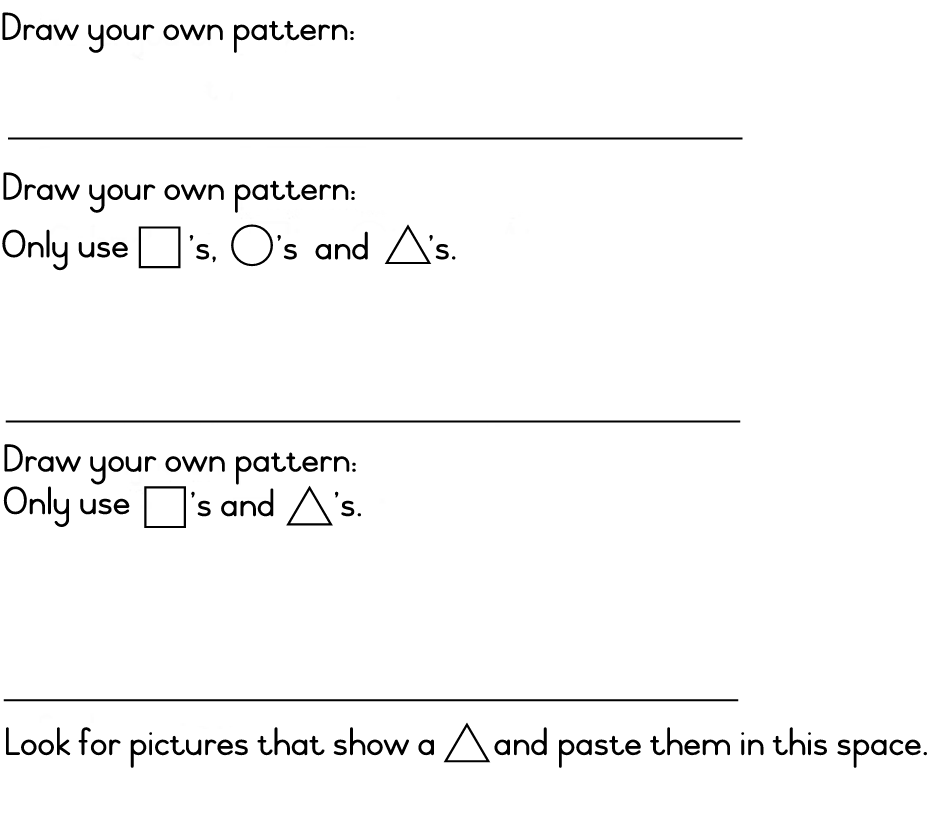 Draw your own pattern:
Draw your own pattern:
Only use □'s, ○'s and △'s.
Draw your own pattern:
Only use □'s and △'s.
Look for pictures that show a △ and paste them in this space.